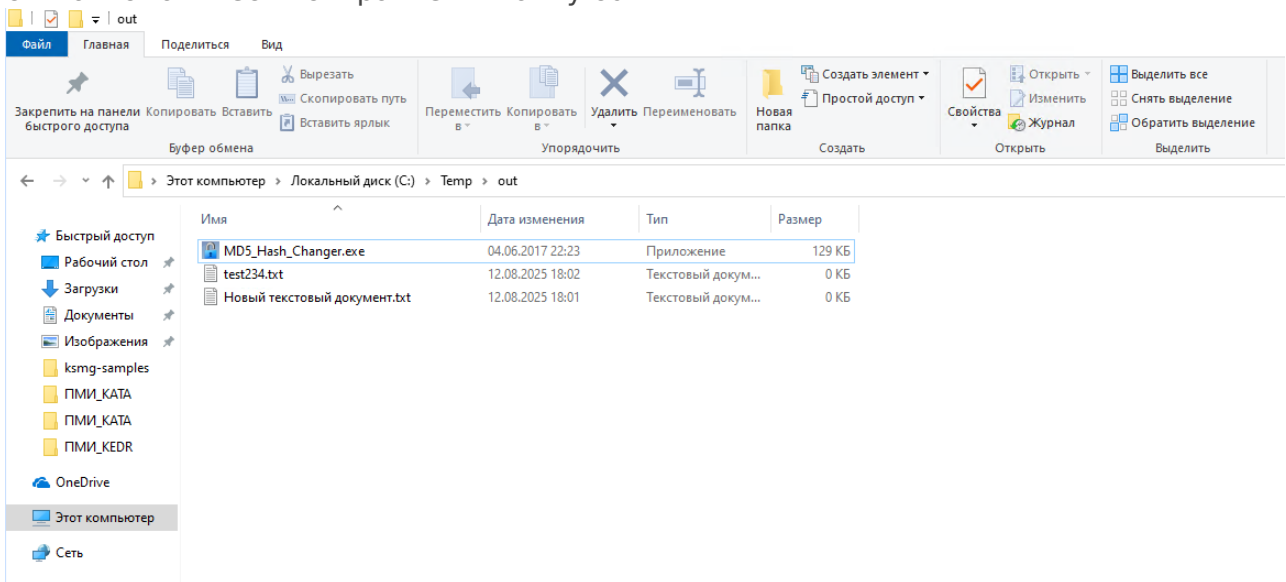 out
Файл Главная Поделиться Вид
Закрепить на панели быстрого доступа
Копировать
Вставить
Вырезать
Скопировать путь
Вставить ярлык
Буфер обмена
Переместить в
Копировать в
Удалить
Переименовать
Упорядочить
Новая папка
Создать элемент
Простой доступ
Создать
Свойства
Открыть
Изменить
Журнал
Открыть
Выделить все
Снять выделение
Обратить выделение
Выделить
Этот компьютер › Локальный диск (C:) › Temp › out
Быстрый доступ
Рабочий стол
Загрузки
Документы
Изображения
ksmg-samples
ПМИ_КАТА
ПМИ_КАТА
ПМИ_KEDR
OneDrive
Этот компьютер
Сеть
Имя Дата изменения Тип Размер
MD5_Hash_Changer.exe 04.06.2017 22:23 Приложение 129 КБ
test234.txt 12.08.2025 18:02 Текстовый докум... 0 КБ
Новый текстовый документ.txt 12.08.2025 18:01 Текстовый докум... 0 КБ